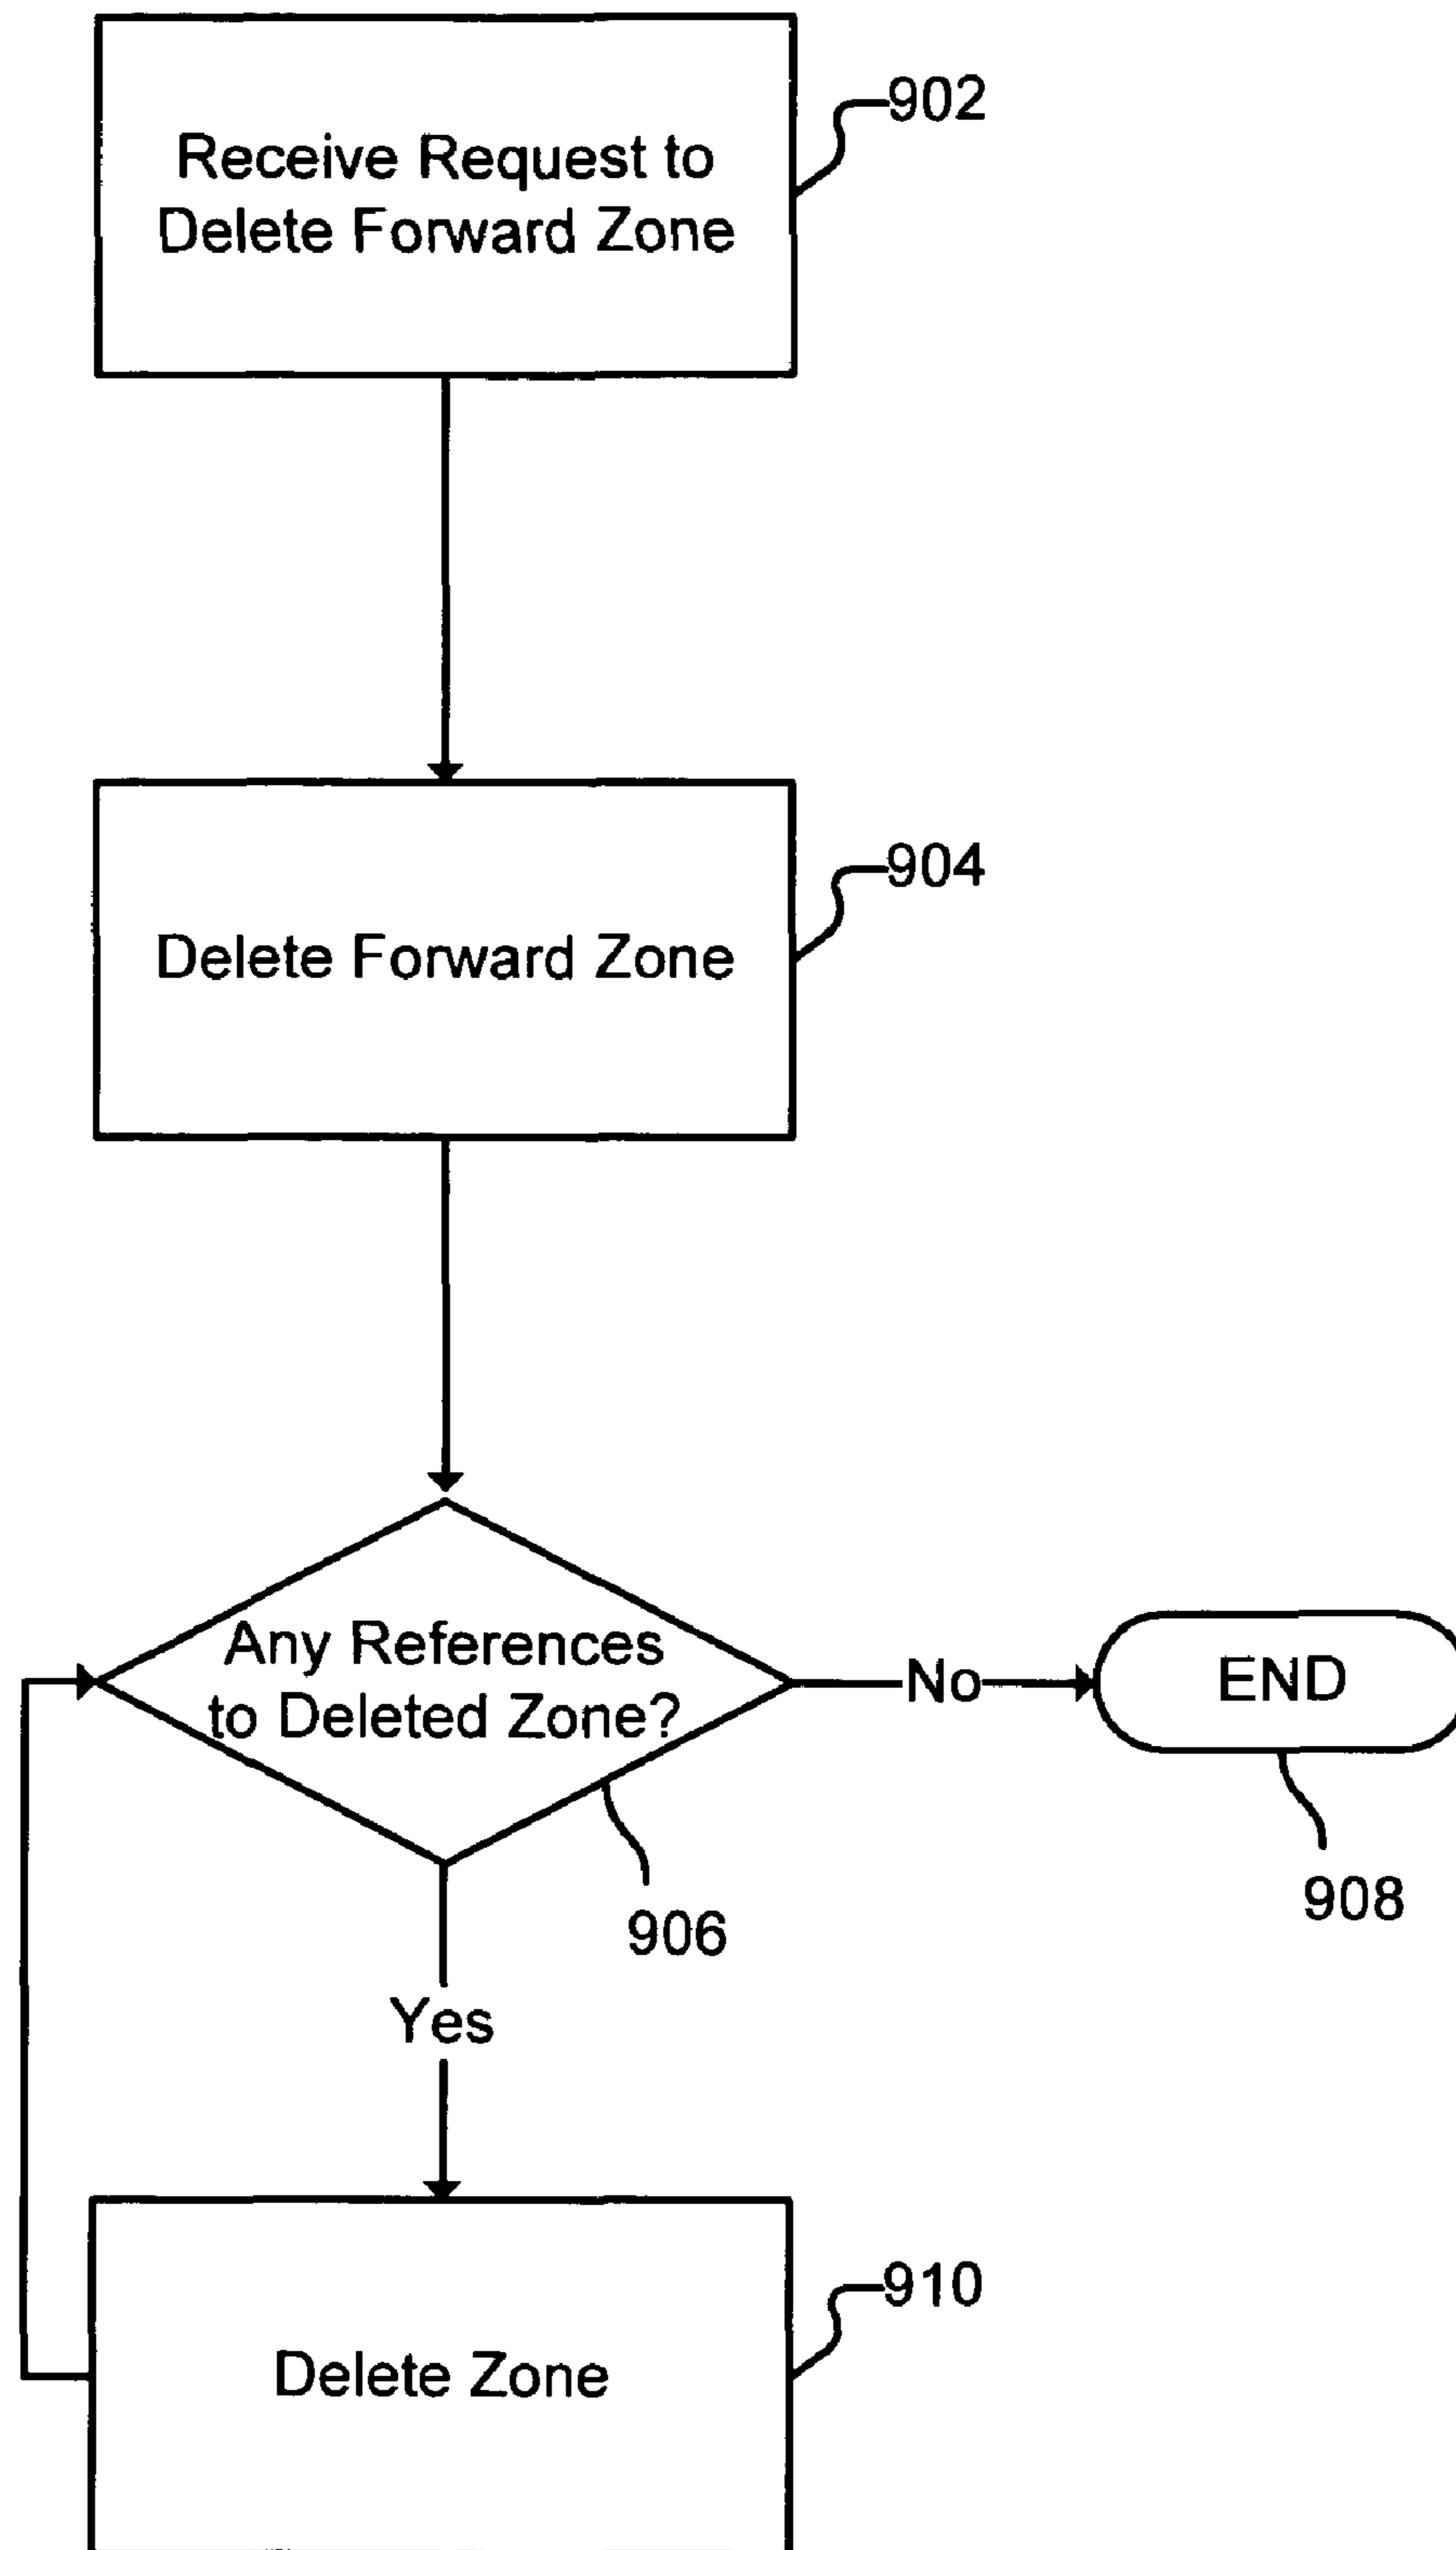 Receive Request to
Delete Forward Zone
902
Delete Forward Zone
904
Any References
to Deleted Zone?
No
END
908
906
Yes
Delete Zone
910